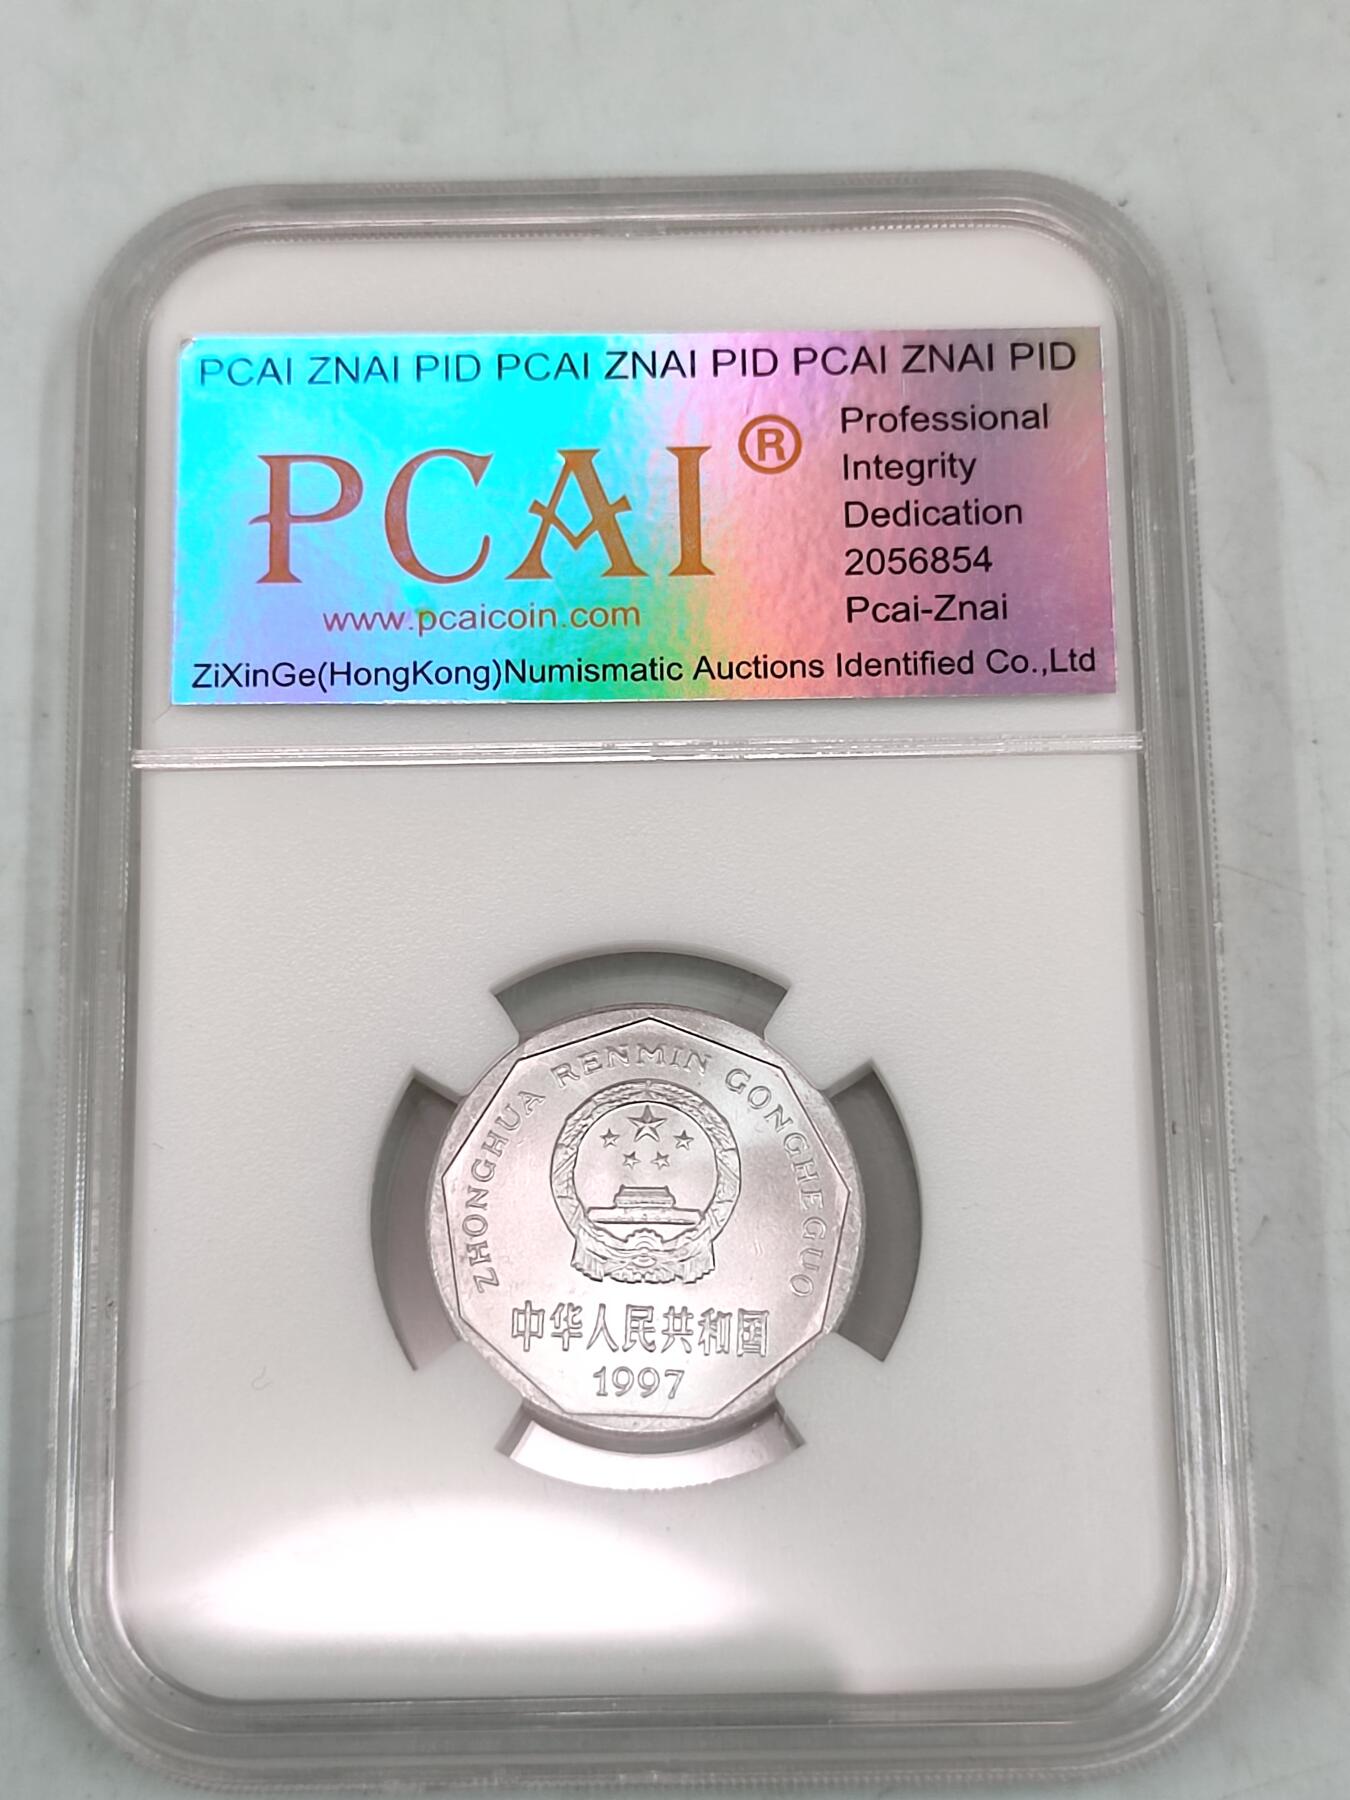 PCAI ZNAI PID PCAI ZNAI PID PCAI ZNAI PID
PCAI®
www.pcaicoin.com
Professional
Integrity
Dedication
2056854
Pcai-Znai
ZiXinGe(HongKong)Numismatic Auctions Identified Co.,Ltd
ZHONGHUA RENMIN GONGHEGUO
中华人民共和国
1997